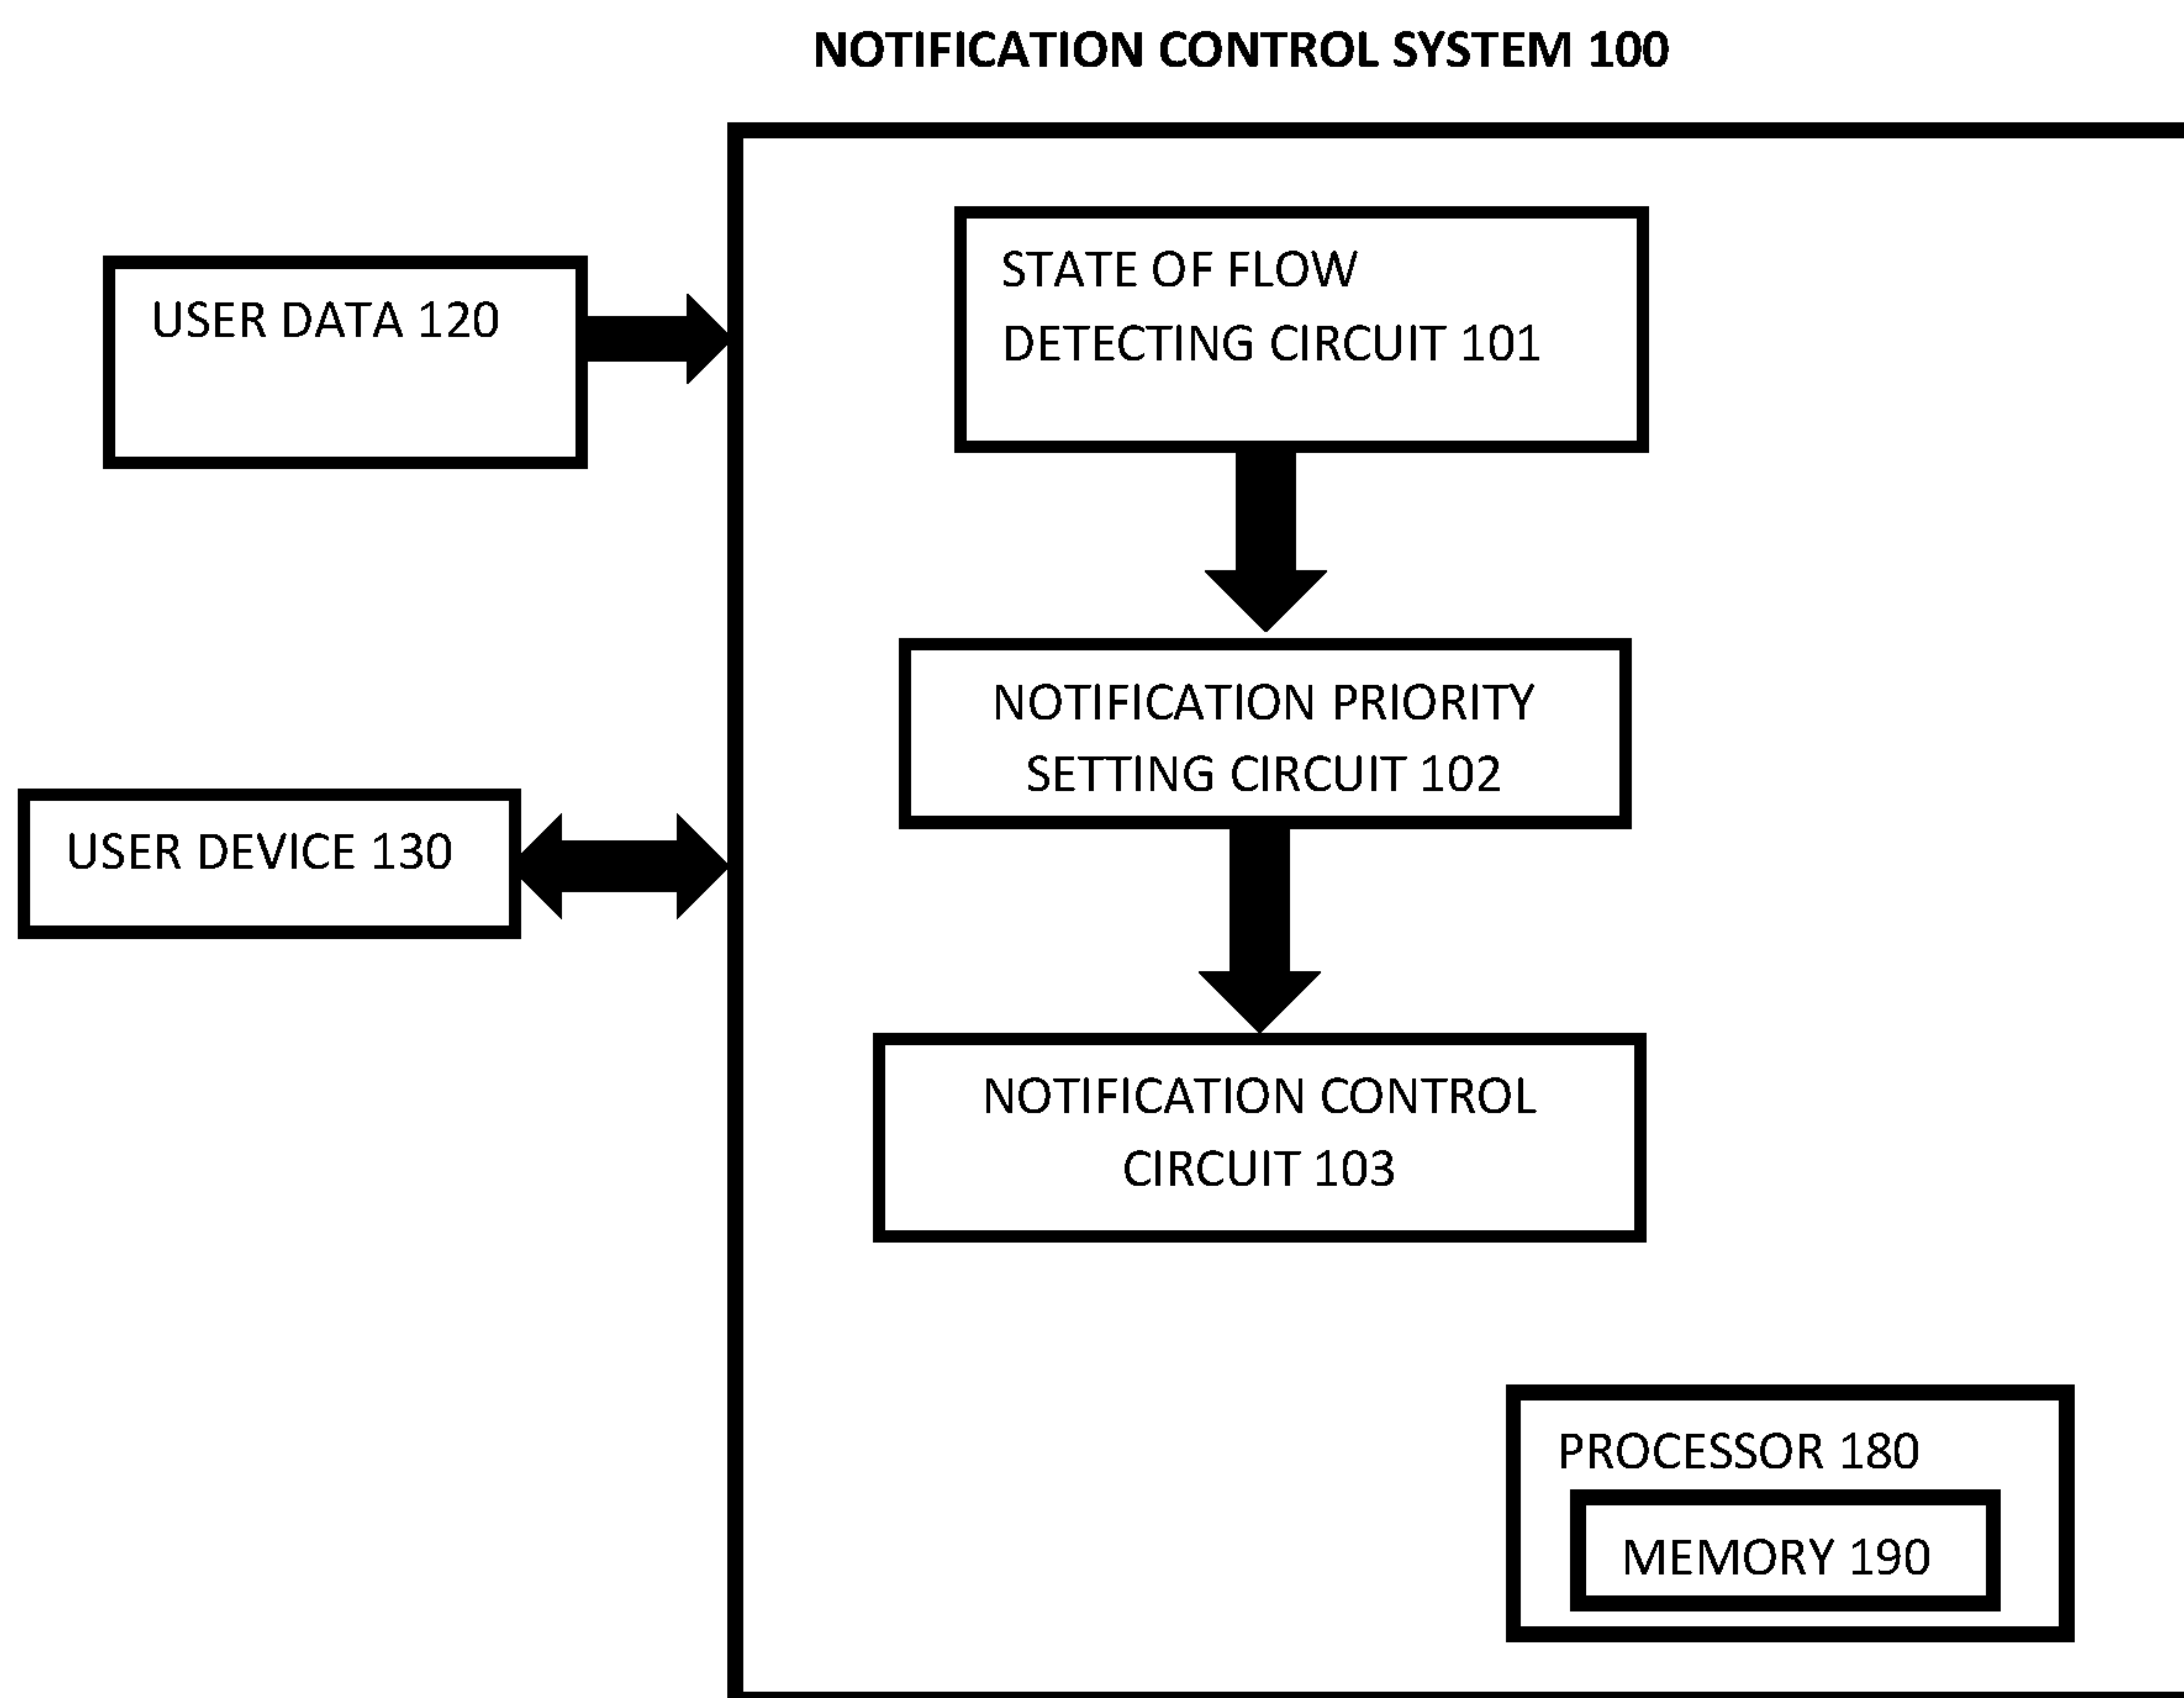 NOTIFICATION CONTROL SYSTEM 100
USER DATA 120
STATE OF FLOW
DETECTING CIRCUIT 101
NOTIFICATION PRIORITY
SETTING CIRCUIT 102
USER DEVICE 130
NOTIFICATION CONTROL
CIRCUIT 103
PROCESSOR 180
MEMORY 190